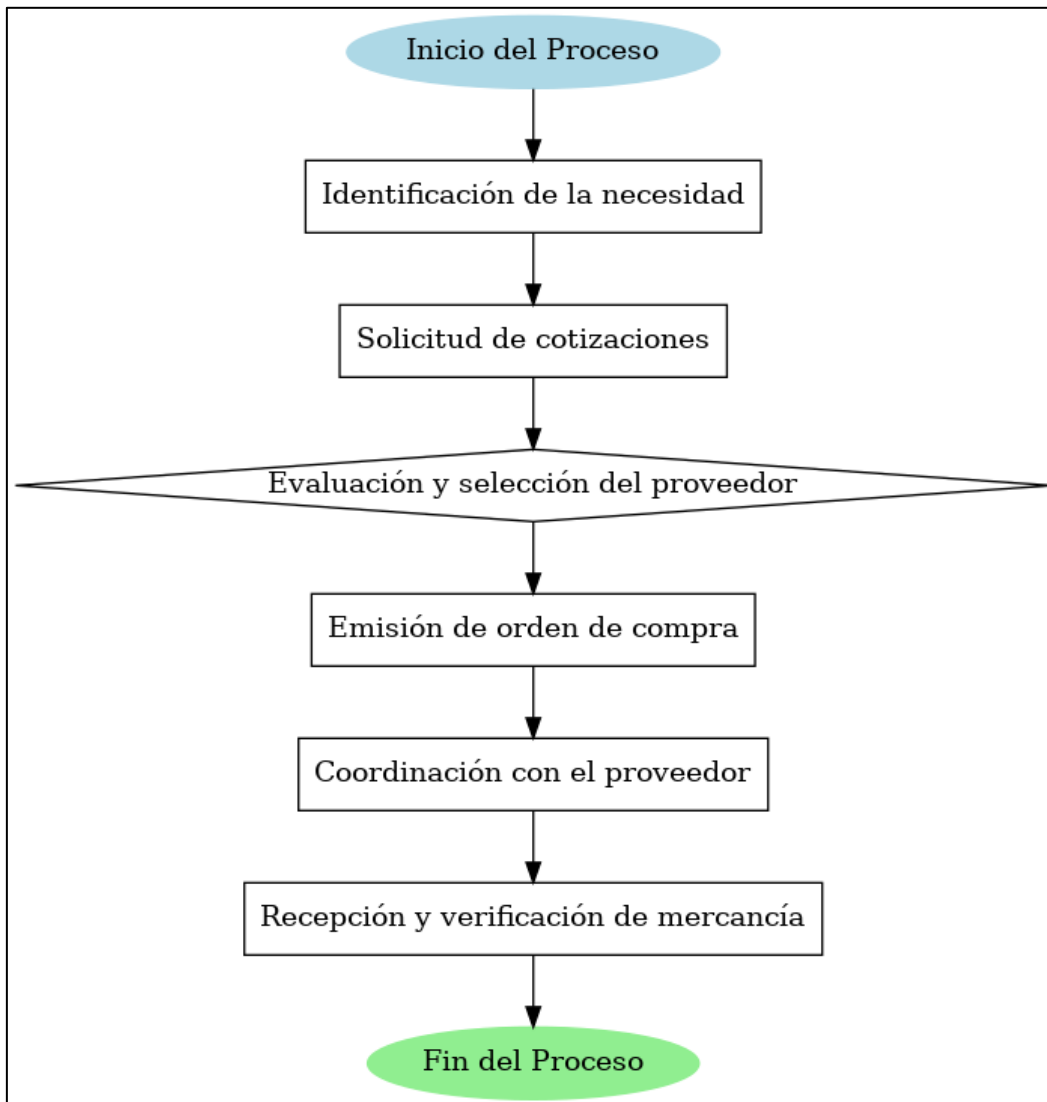 Inicio del Proceso
Identificación de la necesidad
Solicitud de cotizaciones
Evaluación y selección del proveedor
Emisión de orden de compra
Coordinación con el proveedor
Recepción y verificación de mercancía
Fin del Proceso